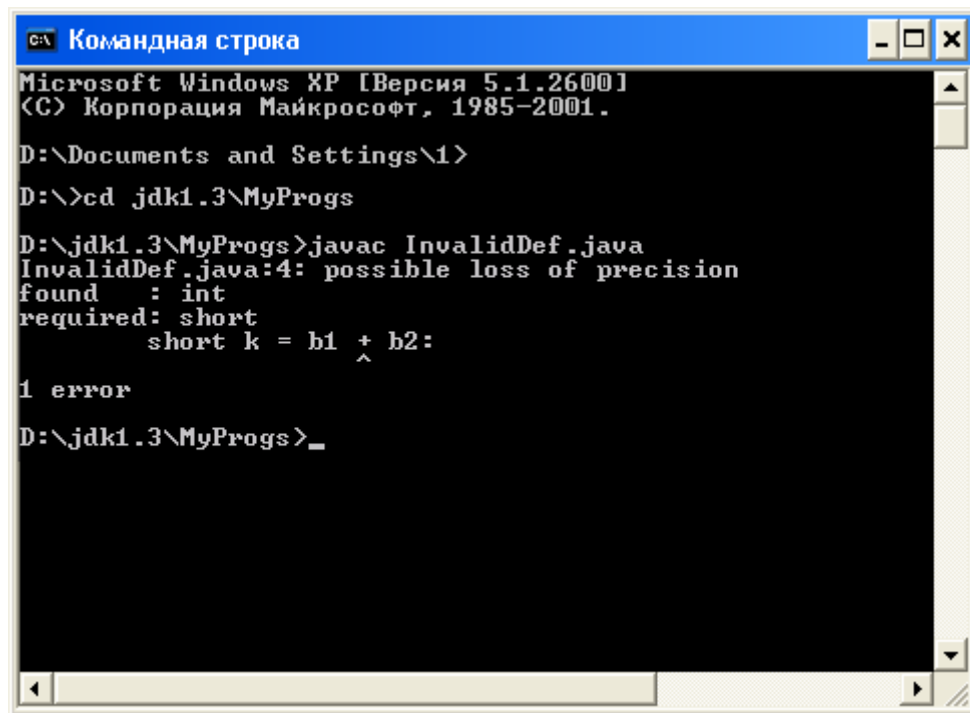 Командная строка
Microsoft Windows XP [Версия 5.1.2600]
(C) Корпорация Майкрософт, 1985-2001.
D:\Documents and Settings\1>
D:\>cd jdk1.3\MyProgs
D:\jdk1.3\MyProgs>javac InvalidDef.java
InvalidDef.java:4: possible loss of precision
found   : int
required: short
        short k = b1 + b2:
                     ^
1 error
D:\jdk1.3\MyProgs>_